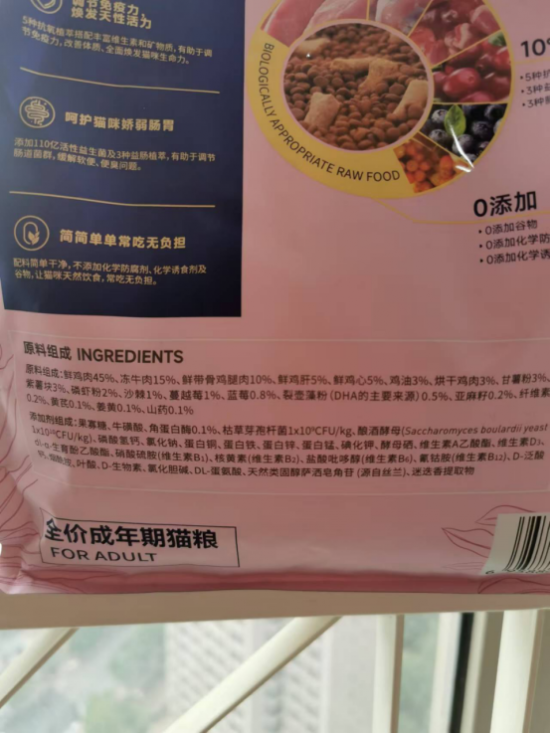 调节免疫力,
焕发天性活力
5种抗氧植萃搭配丰富维生素和矿物质,有助于调
节免疫力,改善体质、全面焕发猫咪生命力。
呵护猫咪娇弱肠胃
添加110亿活性益生菌及3种益肠植萃,有助于调节
肠道菌群,缓解软便、便臭问题。
简简单单常吃无负担
配料简单干净,不添加化学防腐剂、化学诱食剂及
谷物,让猫咪天然饮食,常吃无负担。
BIOLOGICALLY APPROPRIATE RAW FOOD
10%
•5种抗
•3种益
•3种
0添加
•0添加谷物
•0添加化学防
•0添加化学诱
原料组成 INGREDIENTS
原料组成:鲜鸡肉45%、冻牛肉15%、鲜带骨鸡腿肉10%、鲜鸡肝5%、鲜鸡心5%、鸡油3%、烘干鸡肉3%、甘薯粉3%、
紫薯块3%、磷虾粉2%、沙棘1%、蔓越莓1%、蓝莓0.8%、裂壶藻粉 (DHA的主要来源) 0.5%、亚麻籽0.2%、纤维素
0.2%、黄芪0.1%、姜黄0.1%、山药0.1%
添加剂组成:果寡糖、牛磺酸、角蛋白酶0.1%、枯草芽孢杆菌1x10⁹CFU/kg、酿酒酵母(Saccharomyces boulardii yeast
1x10¹⁰CFU/kg)、磷酸氢钙、氯化钠、蛋白铜、蛋白铁、蛋白锌、蛋白锰、碘化钾、酵母硒、维生素A乙酸酯、维生素D₃、
dl-α-生育酚乙酸酯、硝酸硫胺(维生素B₁)、核黄素(维生素B₂)、盐酸吡哆醇(维生素B₆)、氰钴胺(维生素B₁₂)、D-泛酸
钙、烟酰胺、叶酸、D-生物素、氯化胆碱、DL-蛋氨酸、天然类固醇萨洒皂角苷 (源自丝兰)、迷迭香提取物
全价成年期猫粮
FOR ADULT